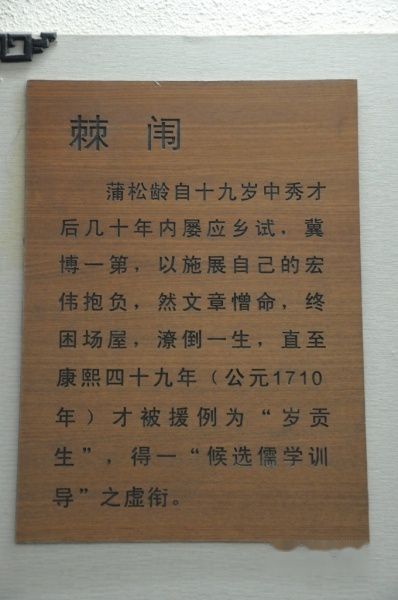 棘闱
蒲松龄自十九岁中秀才
后几十年内屡应乡试，冀
博一第，以施展自己的宏
伟抱负，然文章憎命，终
困场屋，潦倒一生，直至
康熙四十九年（公元1710
年）才被援例为“岁贡
生”，得一“候选儒学训
导”之虚衔。